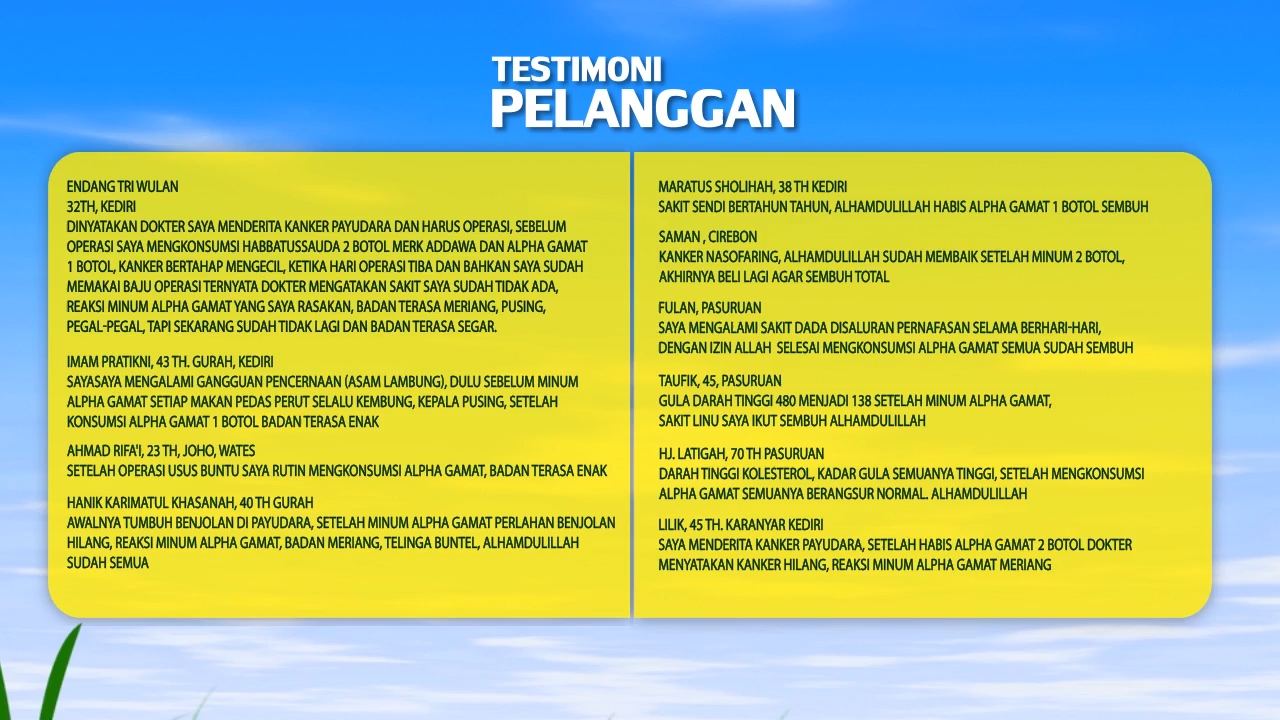 TESTIMONI
PELANGGAN
ENDANG TRI WULAN
32TH, KEDIRI
DINYATAKAN DOKTER SAYA MENDERITA KANKER PAYUDARA DAN HARUS OPERASI, SEBELUM
OPERASI SAYA MENGKONSUMSI HABBATUSSAUDA 2 BOTOL MERK ADDAWA DAN ALPHA GAMAT
1 BOTOL, KANKER BERTAHAP MENGECIL, KETIKA HARI OPERASI TIBA DAN BAHKAN SAYA SUDAH
MEMAKAI BAJU OPERASI TERNYATA DOKTER MENGATAKAN SAKIT SAYA SUDAH TIDAK ADA,
REAKSI MINUM ALPHA GAMAT YANG SAYA RASAKAN, BADAN TERASA MERIANG, PUSING,
PEGAL-PEGAL, TAPI SEKARANG SUDAH TIDAK LAGI DAN BADAN TERASA SEGAR.
IMAM PRATIKNI, 43 TH. GURAH, KEDIRI
SAYASAYA MENGALAMI GANGGUAN PENCERNAAN (ASAM LAMBUNG), DULU SEBELUM MINUM
ALPHA GAMAT SETIAP MAKAN PEDAS PERUT SELALU KEMBUNG, KEPALA PUSING, SETELAH
KONSUMSI ALPHA GAMAT 1 BOTOL BADAN TERASA ENAK
AHMAD RIFA'I, 23 TH, JOHO, WATES
SETELAH OPERASI USUS BUNTU SAYA RUTIN MENGKONSUMSI ALPHA GAMAT, BADAN TERASA ENAK
HANIK KARIMATUL KHASANAH, 40 TH GURAH
AWALNYA TUMBUH BENJOLAN DI PAYUDARA, SETELAH MINUM ALPHA GAMAT PERLAHAN BENJOLAN
HILANG, REAKSI MINUM ALPHA GAMAT, BADAN MERIANG, TELINGA BUNTEL, ALHAMDULILLAH
SUDAH SEMUA
MARATUS SHOLIHAH, 38 TH KEDIRI
SAKIT SENDI BERTAHUN TAHUN, ALHAMDULILLAH HABIS ALPHA GAMAT 1 BOTOL SEMBUH
SAMAN , CIREBON
KANKER NASOFARING, ALHAMDULILLAH SUDAH MEMBAIK SETELAH MINUM 2 BOTOL,
AKHIRNYA BELI LAGI AGAR SEMBUH TOTAL
FULAN, PASURUAN
SAYA MENGALAMI SAKIT DADA DISALURAN PERNAFASAN SELAMA BERHARI-HARI,
DENGAN IZIN ALLAH SELESAI MENGKONSUMSI ALPHA GAMAT SEMUA SUDAH SEMBUH
TAUFIK, 45, PASURUAN
GULA DARAH TINGGI 480 MENJADI 138 SETELAH MINUM ALPHA GAMAT,
SAKIT LINU SAYA IKUT SEMBUH ALHAMDULILLAH
HJ. LATIGAH, 70 TH PASURUAN
DARAH TINGGI KOLESTEROL, KADAR GULA SEMUANYA TINGGI, SETELAH MENGKONSUMSI
ALPHA GAMAT SEMUANYA BERANGSUR NORMAL. ALHAMDULILLAH
LILIK, 45 TH. KARANYAR KEDIRI
SAYA MENDERITA KANKER PAYUDARA, SETELAH HABIS ALPHA GAMAT 2 BOTOL DOKTER
MENYATAKAN KANKER HILANG, REAKSI MINUM ALPHA GAMAT MERIANG